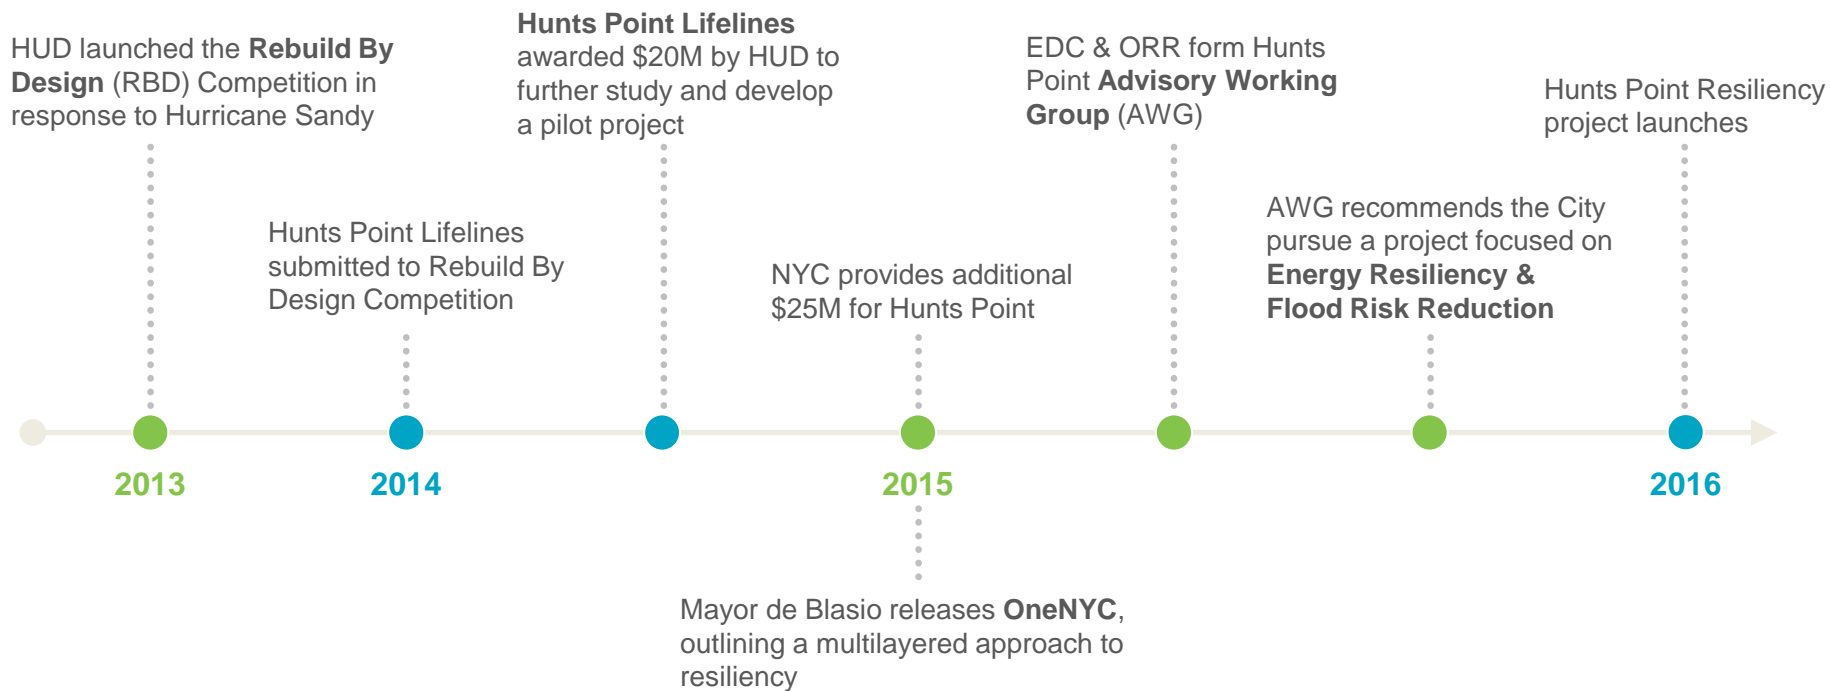 HUD launched the Rebuild By
Design (RBD) Competition in
response to Hurricane Sandy
Hunts Point Lifelines
submitted to Rebuild By
Design Competition
Hunts Point Lifelines
awarded $20M by HUD to
further study and develop
a pilot project
NYC provides additional
$25M for Hunts Point
EDC & ORR form Hunts
Point Advisory Working
Group (AWG)
AWG recommends the City
pursue a project focused on
Energy Resiliency &
Flood Risk Reduction
Hunts Point Resiliency
project launches
2013
2014
2015
2016
Mayor de Blasio releases OneNYC,
outlining a multilayered approach to
resiliency